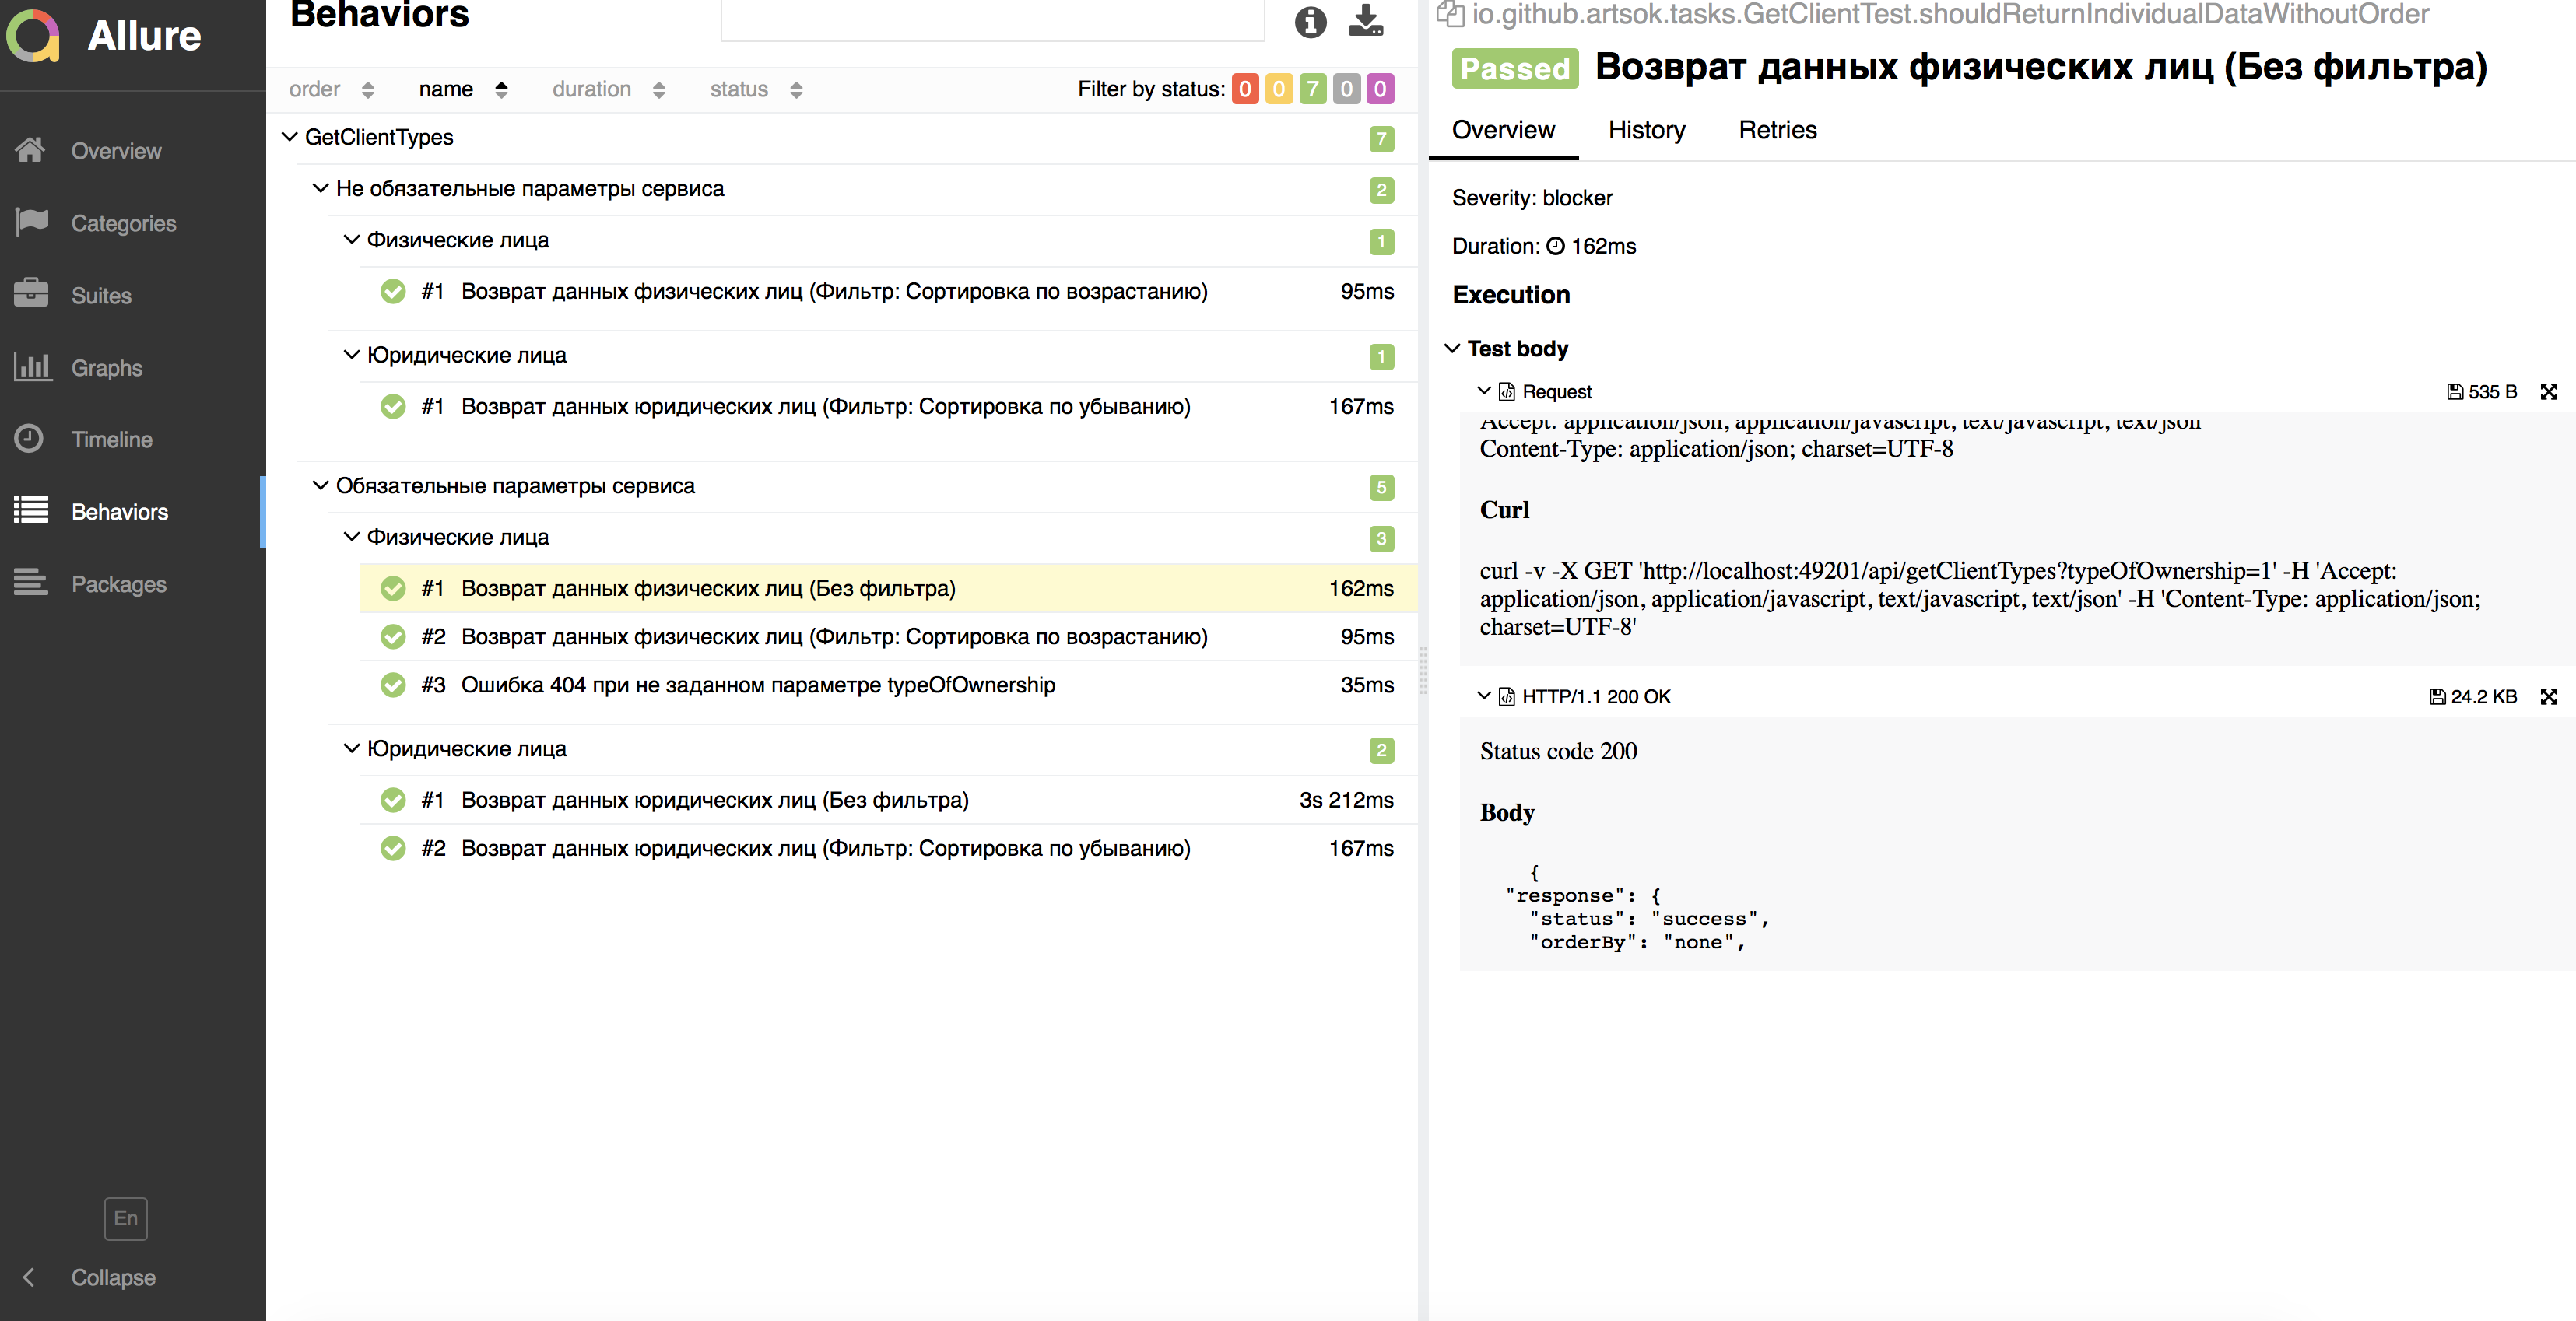 Allure
Overview
Categories
Suites
Graphs
Timeline
Behaviors
Packages
En
Collapse
Behaviors
order name duration status Filter by status: 0 0 7 0 0
GetClientTypes 7
Не обязательные параметры сервиса 2
Физические лица 1
#1 Возврат данных физических лиц (Фильтр: Сортировка по возрастанию) 95ms
Юридические лица 1
#1 Возврат данных юридических лиц (Фильтр: Сортировка по убыванию) 167ms
Обязательные параметры сервиса 5
Физические лица 3
#1 Возврат данных физических лиц (Без фильтра) 162ms
#2 Возврат данных физических лиц (Фильтр: Сортировка по возрастанию) 95ms
#3 Ошибка 404 при не заданном параметре typeOfOwnership 35ms
Юридические лица 2
#1 Возврат данных юридических лиц (Без фильтра) 3s 212ms
#2 Возврат данных юридических лиц (Фильтр: Сортировка по убыванию) 167ms
io.github.artsok.tasks.GetClientTest.shouldReturnIndividualDataWithoutOrder
Passed Возврат данных физических лиц (Без фильтра)
Overview History Retries
Severity: blocker
Duration: 162ms
Execution
Test body
Request 535 B
Accept: application/json, application/javascript, text/javascript, text/json
Content-Type: application/json; charset=UTF-8
Curl
curl -v -X GET 'http://localhost:49201/api/getClientTypes?typeOfOwnership=1' -H 'Accept:
application/json, application/javascript, text/javascript, text/json' -H 'Content-Type: application/json;
charset=UTF-8'
HTTP/1.1 200 OK 24.2 KB
Status code 200
Body
{
"response": {
"status": "success",
"orderBy": "none",